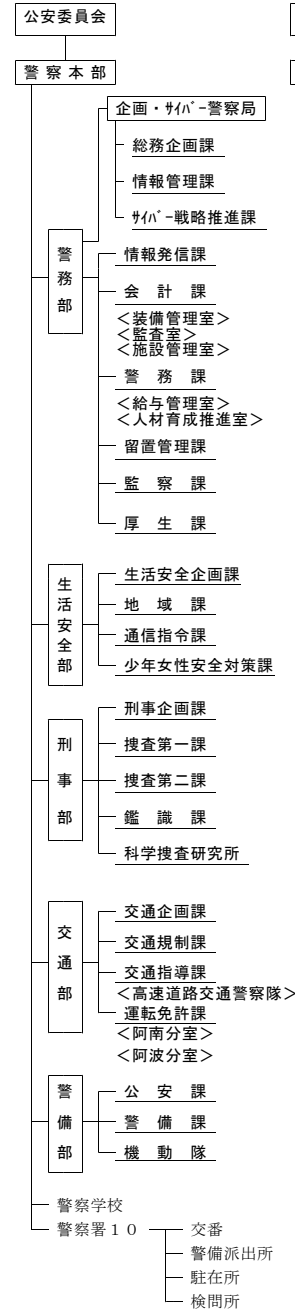 公安委員会
警察本部
企画・ｻｲﾊﾞｰ警察局
総務企画課
情報管理課
ｻｲﾊﾞｰ戦略推進課
警務部
情報発信課
会計課
＜装備管理室＞
＜監査室＞
＜施設管理室＞
警務課
＜給与管理室＞
＜人材育成推進室＞
留置管理課
監察課
厚生課
生活安全部
生活安全企画課
地域課
通信指令課
少年女性安全対策課
刑事部
刑事企画課
捜査第一課
捜査第二課
鑑識課
科学捜査研究所
交通部
交通企画課
交通規制課
交通指導課
＜高速道路交通警察隊＞
運転免許課
＜阿南分室＞
＜阿波分室＞
警備部
公安課
警備課
機動隊
警察学校
警察署１０
交番
警備派出所
駐在所
検問所